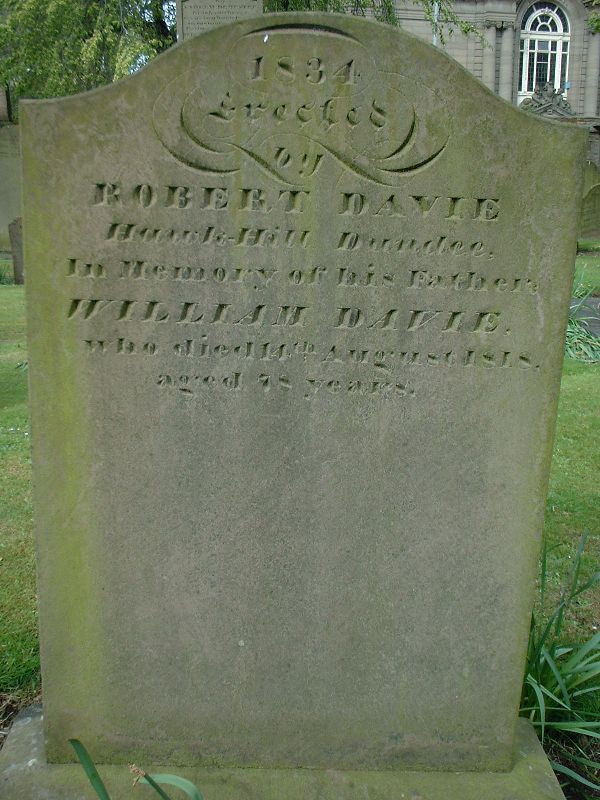 1834
Erected
by
ROBERT DAVIE
Hawk-Hill Dundee,
In Memory of his Father
WILLIAM DAVIE.
who died 14th August 1818.
aged 78 years.